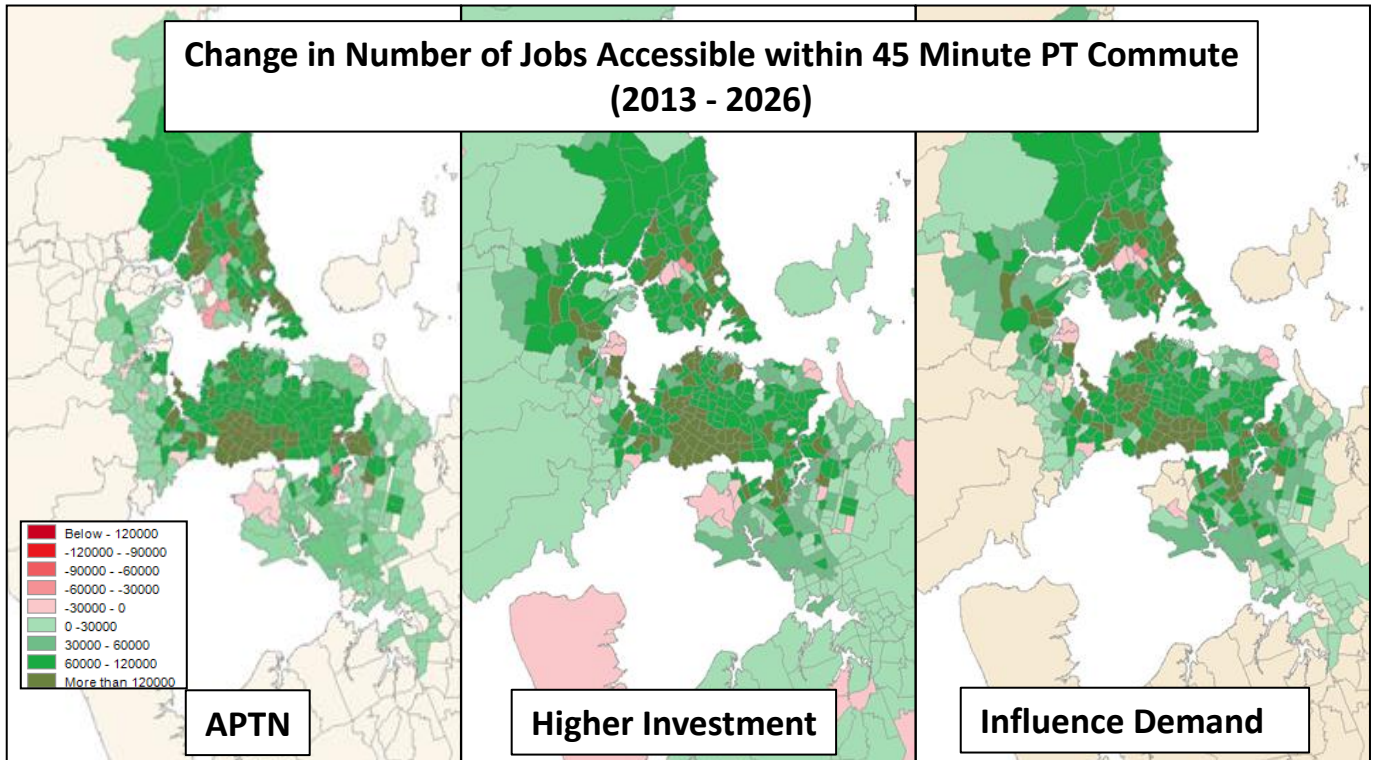 Change in Number of Jobs Accessible within 45 Minute PT Commute
(2013 - 2026)
Below - 120000
-120000 - -90000
-90000 - -60000
-60000 - -30000
-30000 - 0
0 -30000
30000 - 60000
60000 - 120000
More than 120000
APTN
Higher Investment
Influence Demand